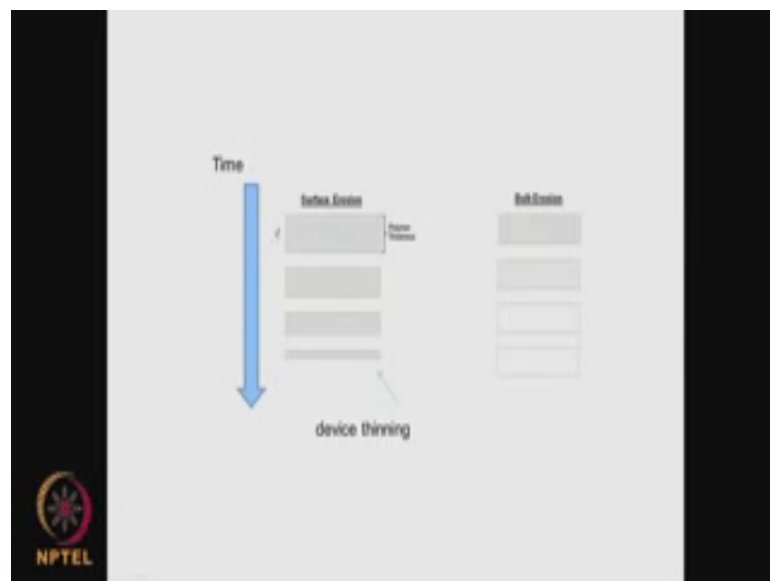 Time
Surface Erosion
Bulk Erosion
Polymer
Thickness
device thinning
NPTEL